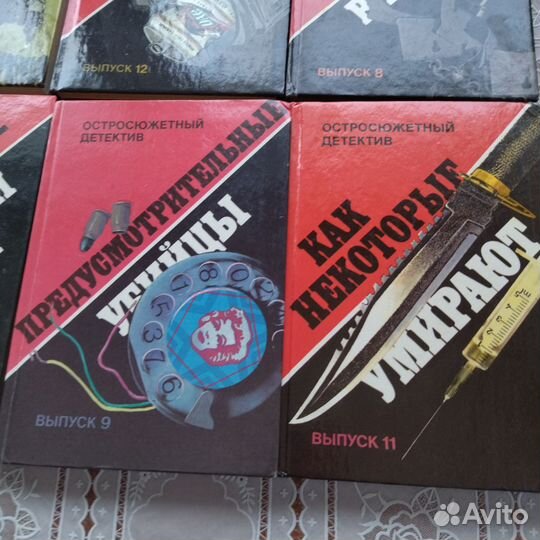 ВЫПУСК 12
ВЫПУСК 8
ОСТРОСЮЖЕТНЫЙ
ДЕТЕКТИВ
ПРЕДУСМОТРИТЕЛЬНЫЕ
УБИЙЦЫ
ВЫПУСК 9
ОСТРОСЮЖЕТНЫЙ
ДЕТЕКТИВ
КАК
НЕКОТОРЫЕ
УМИРАЮТ
ВЫПУСК 11
Avito